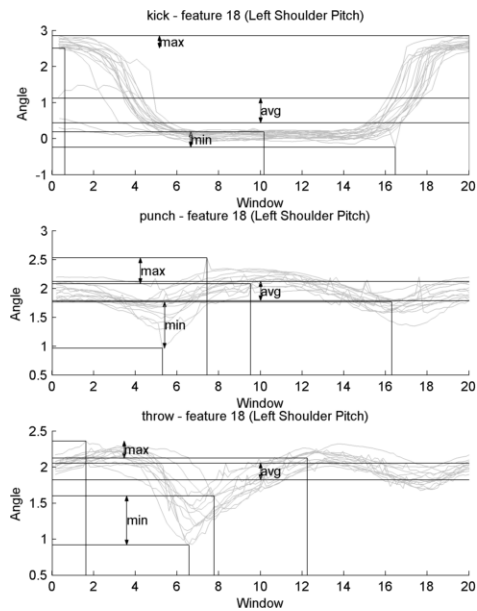 kick - feature 18 (Left Shoulder Pitch)
3
max
2
Angle
1
avg
min
0
-1
0 2 4 6 8 10 12 14 16 18 20
Window
punch - feature 18 (Left Shoulder Pitch)
3
2.5
max
2
Angle
avg
1.5
min
1
0.5
0 2 4 6 8 10 12 14 16 18 20
Window
throw - feature 18 (Left Shoulder Pitch)
2.5
max
2
avg
Angle
1.5
min
1
0.5
0 2 4 6 8 10 12 14 16 18 20
Window